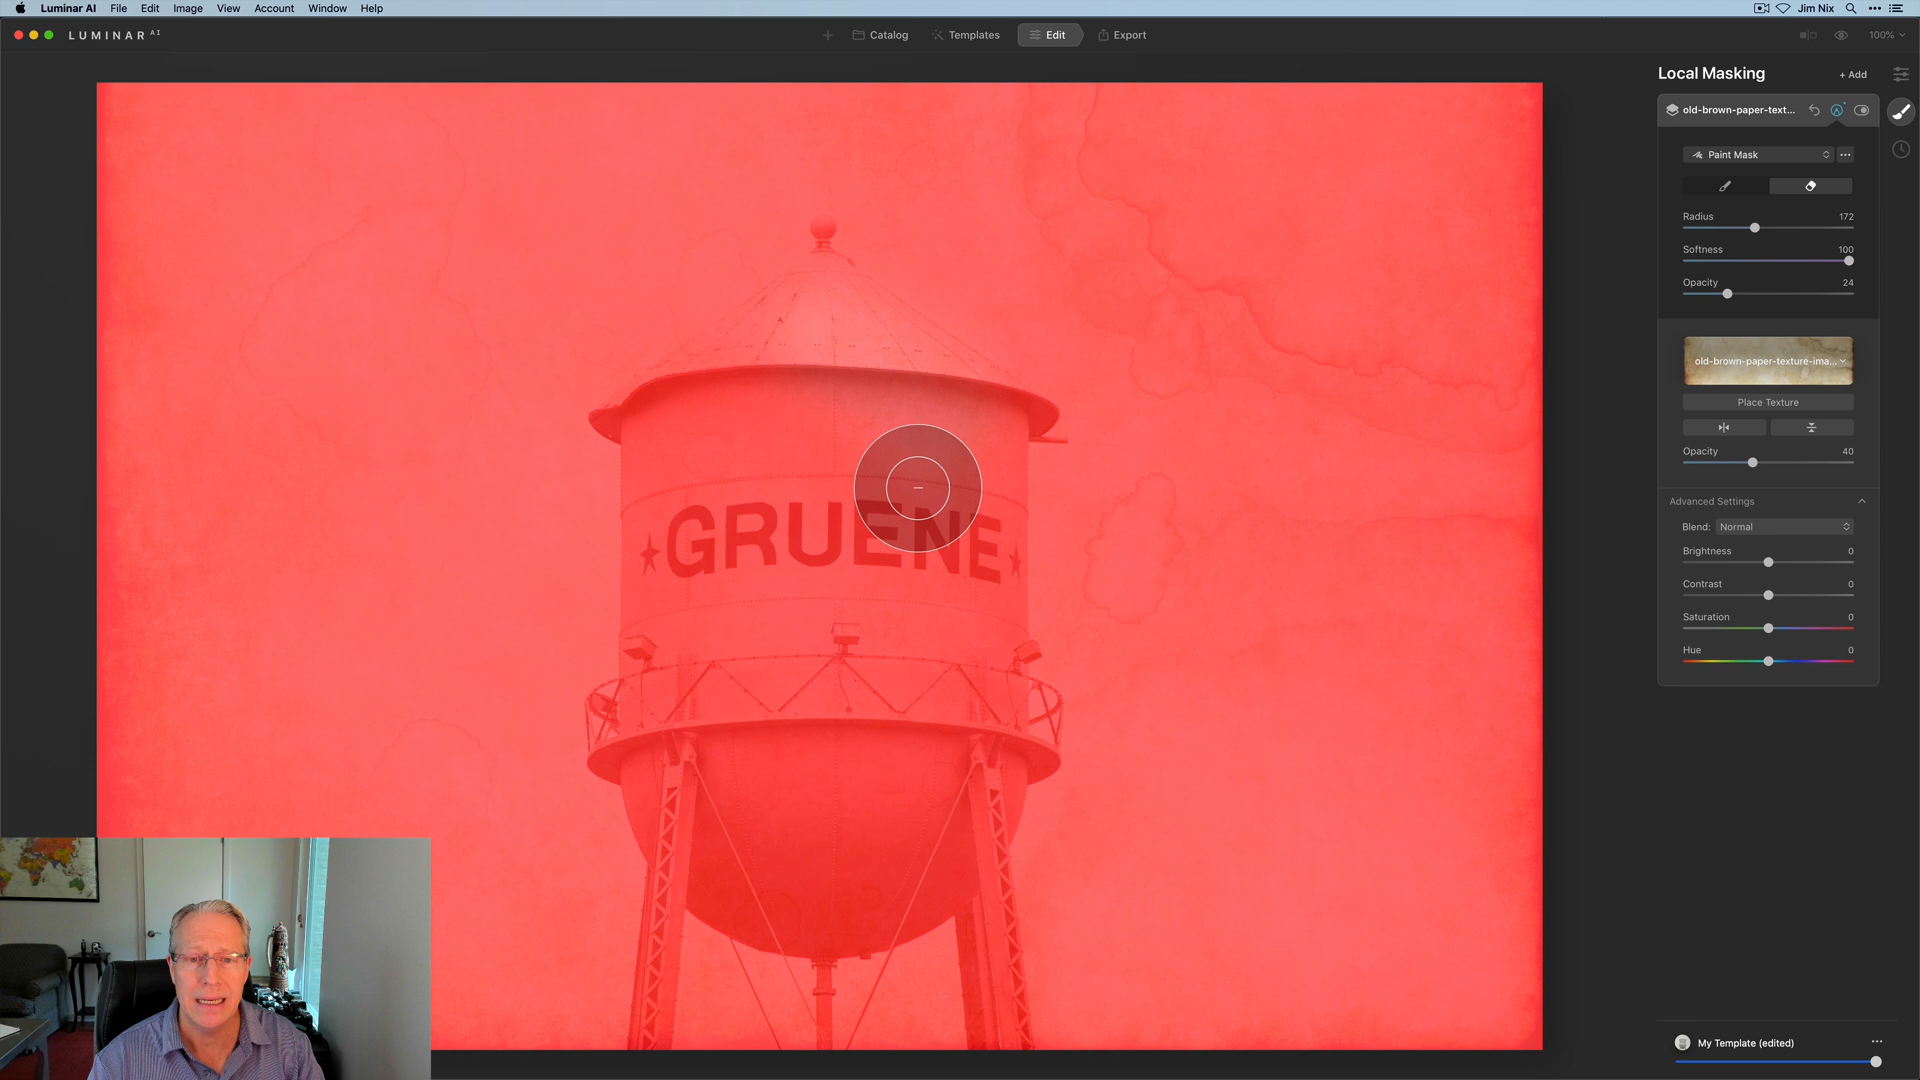 Luminar AI File Edit Image View Account Window Help Jim Nix
LUMINAR AI Catalog Templates Edit Export 100%
Local Masking + Add
old-brown-paper-text...
Paint Mask
Radius 172
Softness 100
Opacity 24
old-brown-paper-texture-ima...
Place Texture
Opacity 40
Advanced Settings
Blend: Normal
Brightness 0
Contrast 0
Saturation 0
Hue 0
GRUENE
My Template (edited)